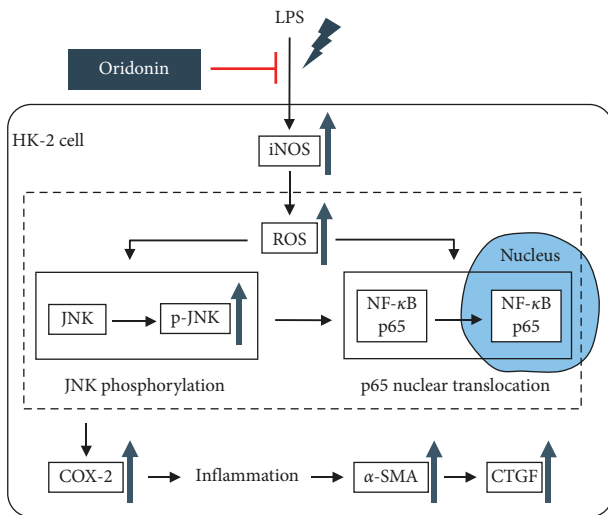 LPS
Oridonin
HK-2 cell
iNOS
ROS
Nucleus
JNK
p-JNK
NF-κB
p65
NF-κB
p65
JNK phosphorylation
p65 nuclear translocation
COX-2
Inflammation
α-SMA
CTGF